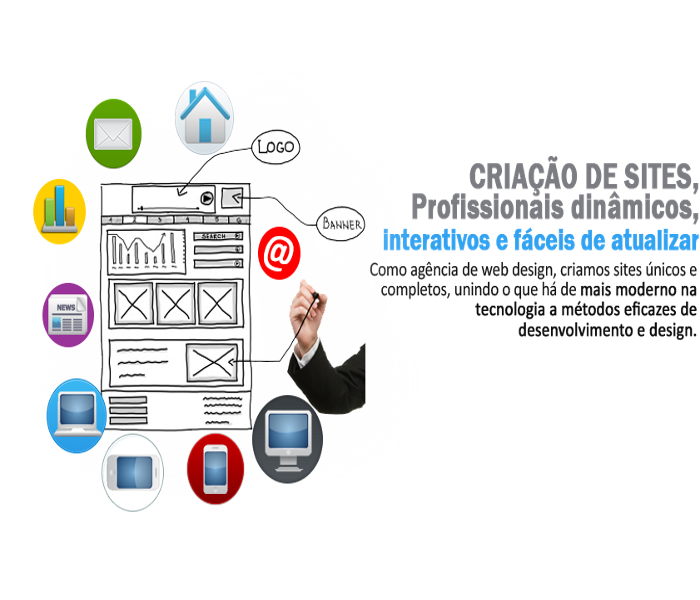 LOGO
BANNER
SEARCH
NEWS
@
CRIAÇÃO DE SITES,
Profissionais dinâmicos,
interativos e fáceis de atualizar
Como agência de web design, criamos sites únicos e
completos, unindo o que há de mais moderno na
tecnologia a métodos eficazes de
desenvolvimento e design.